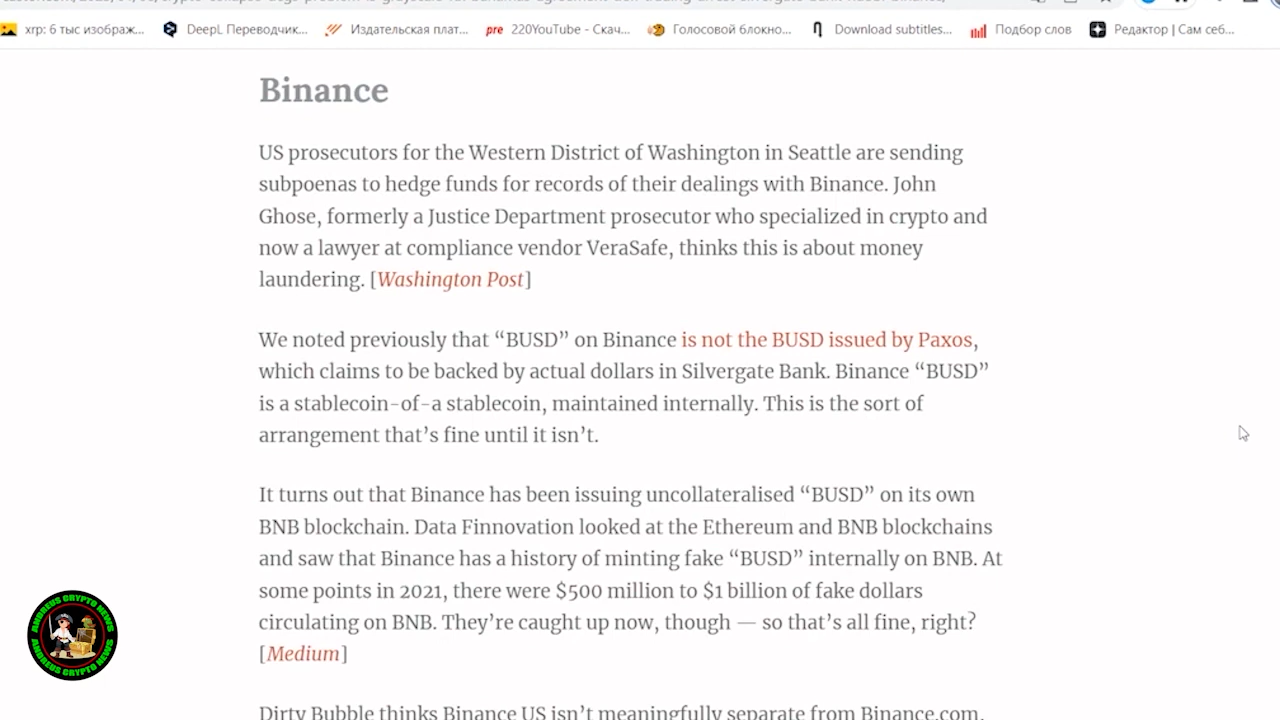 xrp: 6 тыс изображ...
DeepL Переводчик...
Издательская плат...
pre 220YouTube - Скач...
Голосовой блокно...
Download subtitles...
Подбор слов
Редактор | Сам себ...
Binance
US prosecutors for the Western District of Washington in Seattle are sending
subpoenas to hedge funds for records of their dealings with Binance. John
Ghose, formerly a Justice Department prosecutor who specialized in crypto and
now a lawyer at compliance vendor VeraSafe, thinks this is about money
laundering. [Washington Post]
We noted previously that “BUSD” on Binance is not the BUSD issued by Paxos,
which claims to be backed by actual dollars in Silvergate Bank. Binance “BUSD”
is a stablecoin-of-a stablecoin, maintained internally. This is the sort of
arrangement that’s fine until it isn’t.
It turns out that Binance has been issuing uncollateralised “BUSD” on its own
BNB blockchain. Data Finnovation looked at the Ethereum and BNB blockchains
and saw that Binance has a history of minting fake “BUSD” internally on BNB. At
some points in 2021, there were $500 million to $1 billion of fake dollars
circulating on BNB. They’re caught up now, though — so that’s all fine, right?
[Medium]
Dirty Bubble thinks Binance US isn’t meaningfully separate from Binance.com.
ANDREUS CRYPTO NEWS
ANDREUS CRYPTO NEWS